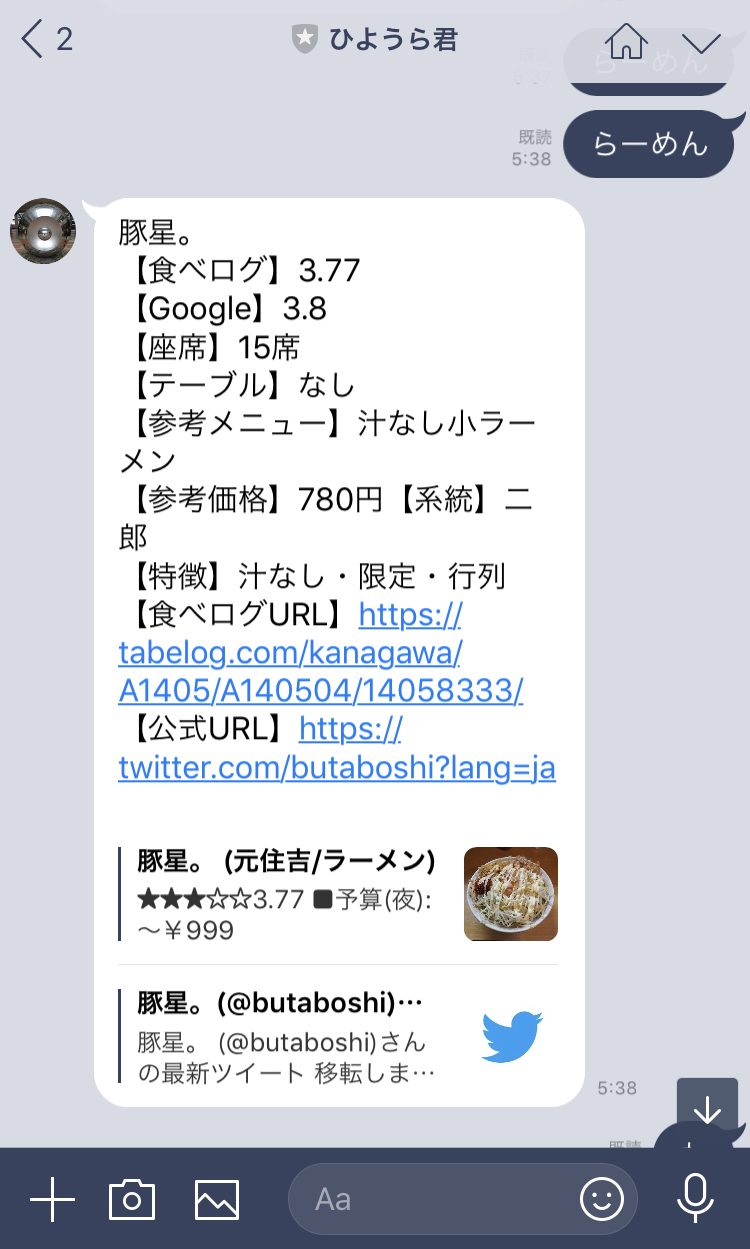 2
ひようら君
らーめん
既読
5:38
らーめん
豚星。
【食べログ】3.77
【Google】3.8
【座席】15席
【テーブル】なし
【参考メニュー】汁なし小ラー
メン
【参考価格】780円【系統】二
郎
【特徴】汁なし・限定・行列
【食べログURL】https://
tabelog.com/kanagawa/
A1405/A140504/14058333/
【公式URL】https://
twitter.com/butaboshi?lang=ja
豚星。 (元住吉/ラーメン)
★★★☆☆3.77 ■予算(夜):
～￥999
豚星。(@butaboshi)…
豚星。 (@butaboshi)さん
の最新ツイート 移転しま…
5:38
既読
Aa